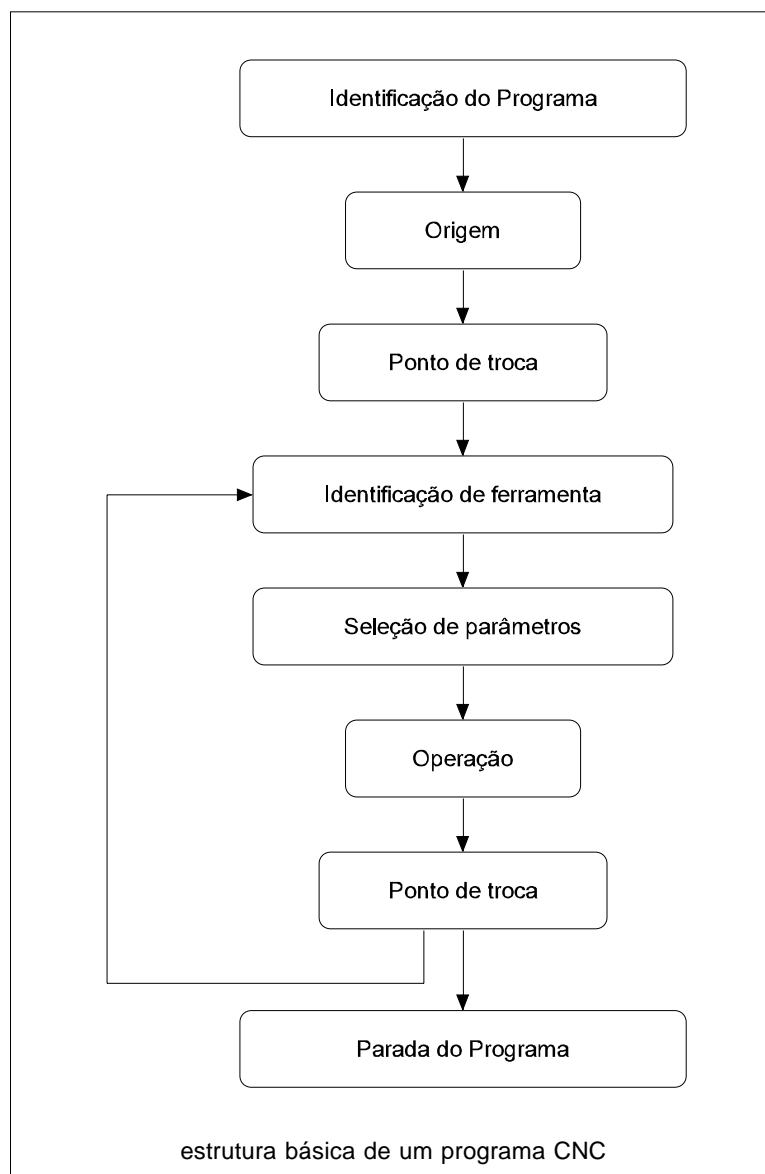 Identificação do Programa
Origem
Ponto de troca
Identificação de ferramenta
Seleção de parâmetros
Operação
Ponto de troca
Parada do Programa
estrutura básica de um programa CNC